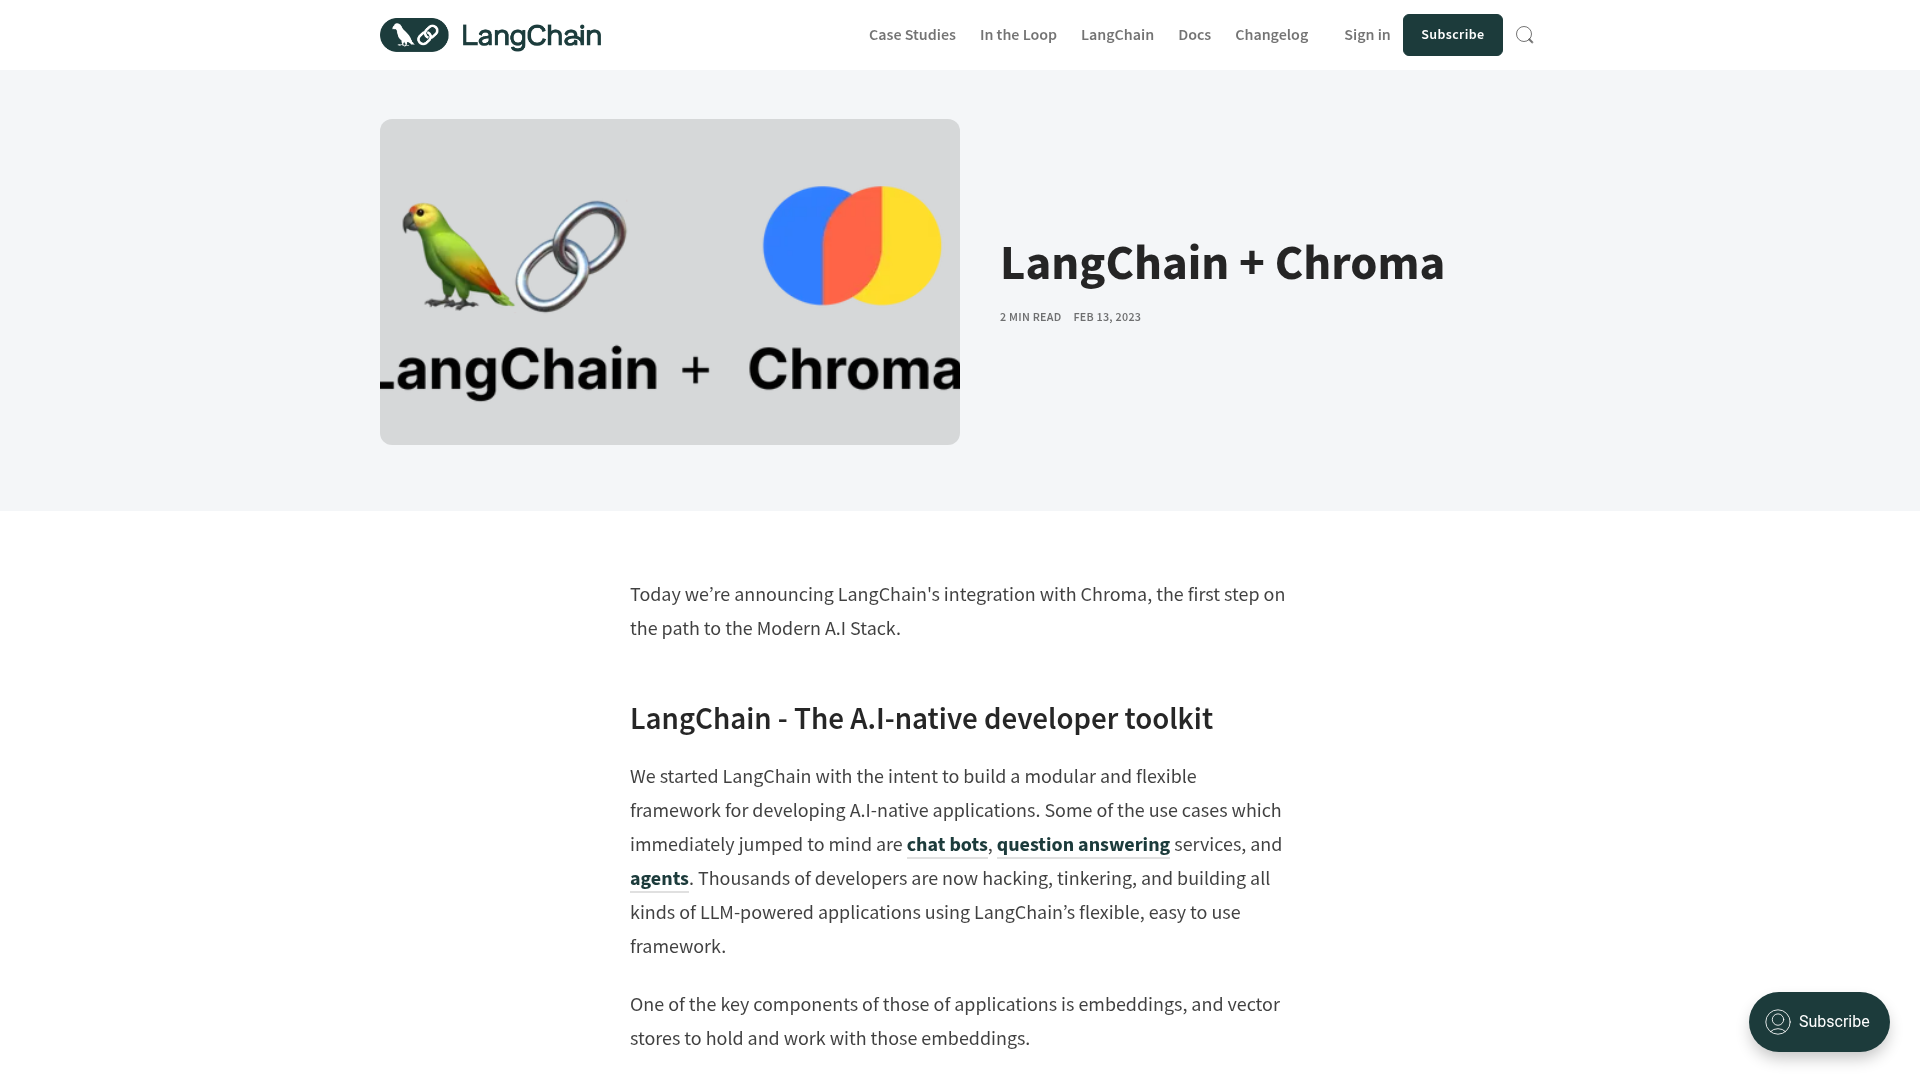 LangChain
Case Studies
In the Loop
LangChain
Docs
Changelog
Sign in
Subscribe
LangChain + Chroma
LangChain + Chroma
2 MIN READ FEB 13, 2023
Today we’re announcing LangChain's integration with Chroma, the first step on
the path to the Modern A.I Stack.
LangChain - The A.I-native developer toolkit
We started LangChain with the intent to build a modular and flexible
framework for developing A.I-native applications. Some of the use cases which
immediately jumped to mind are chat bots, question answering services, and
agents. Thousands of developers are now hacking, tinkering, and building all
kinds of LLM-powered applications using LangChain’s flexible, easy to use
framework.
One of the key components of those of applications is embeddings, and vector
stores to hold and work with those embeddings.
Subscribe